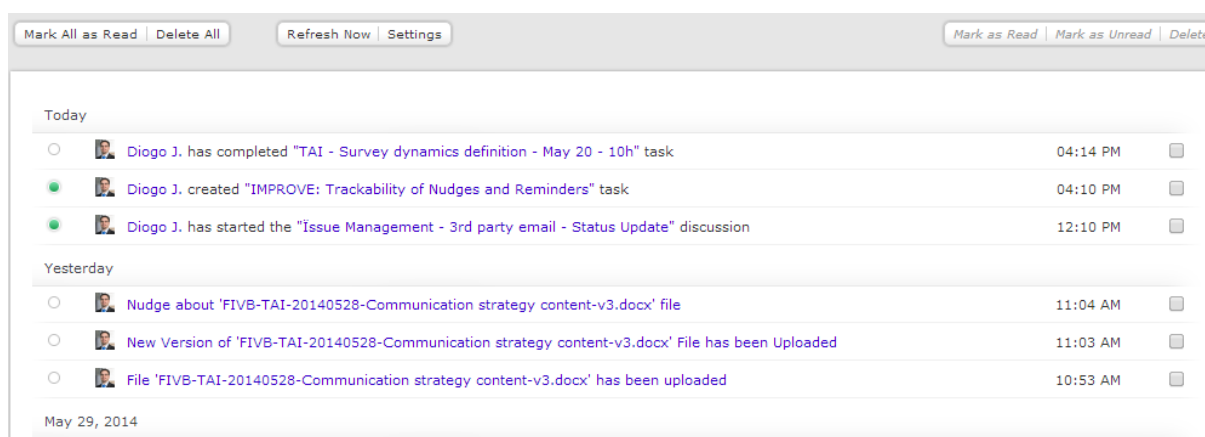 Mark All as Read | Delete All Refresh Now | Settings Mark as Read | Mark as Unread | Delete
Today
Diogo J. has completed "TAI - Survey dynamics definition - May 20 - 10h" task 04:14 PM
Diogo J. created "IMPROVE: Trackability of Nudges and Reminders" task 04:10 PM
Diogo J. has started the "Ïssue Management - 3rd party email - Status Update" discussion 12:10 PM
Yesterday
Nudge about 'FIVB-TAI-20140528-Communication strategy content-v3.docx' file 11:04 AM
New Version of 'FIVB-TAI-20140528-Communication strategy content-v3.docx' File has been Uploaded 11:03 AM
File 'FIVB-TAI-20140528-Communication strategy content-v3.docx' has been uploaded 10:53 AM
May 29, 2014